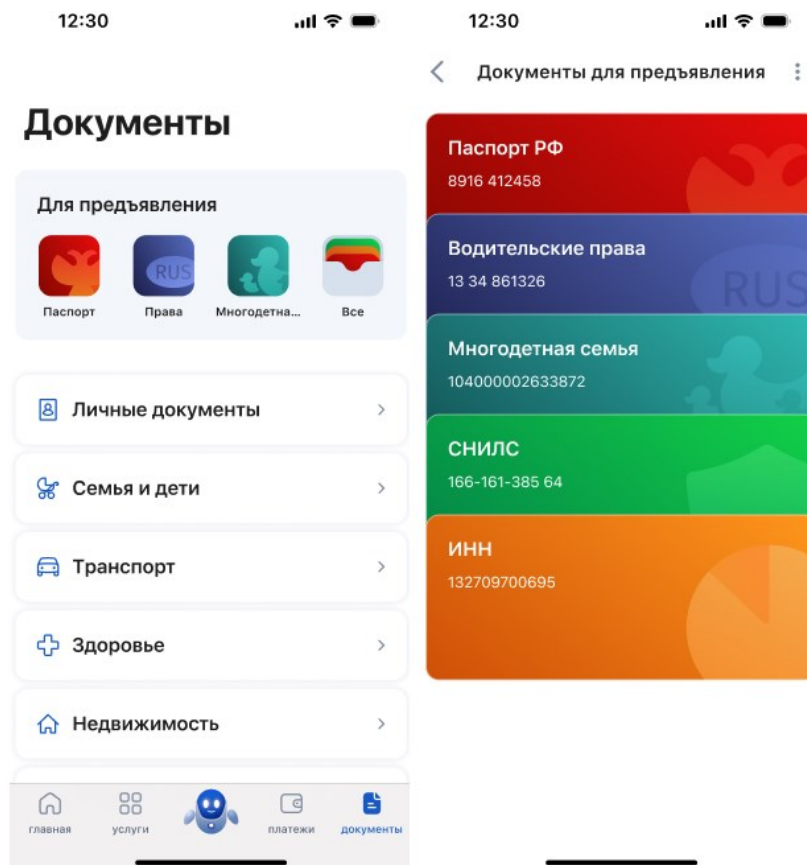 12:30
Документы
Для предъявления
RUS
Паспорт
Права
Многодетна...
Все
Личные документы
Семья и дети
Транспорт
Здоровье
Недвижимость
главная
услуги
платежи
документы
12:30
Документы для предъявления
Паспорт РФ
8916 412458
Водительские права
13 34 861326
RUS
Многодетная семья
104000002633872
СНИЛС
166-161-385 64
ИНН
132709700695